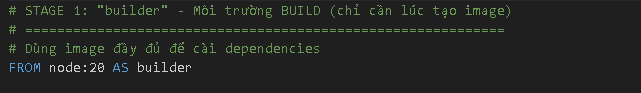 # STAGE 1: "builder" - Môi trường BUILD (chỉ cần lúc tạo image)
# ============================================================
# Dùng image đầy đủ để cài dependencies
FROM node:20 AS builder